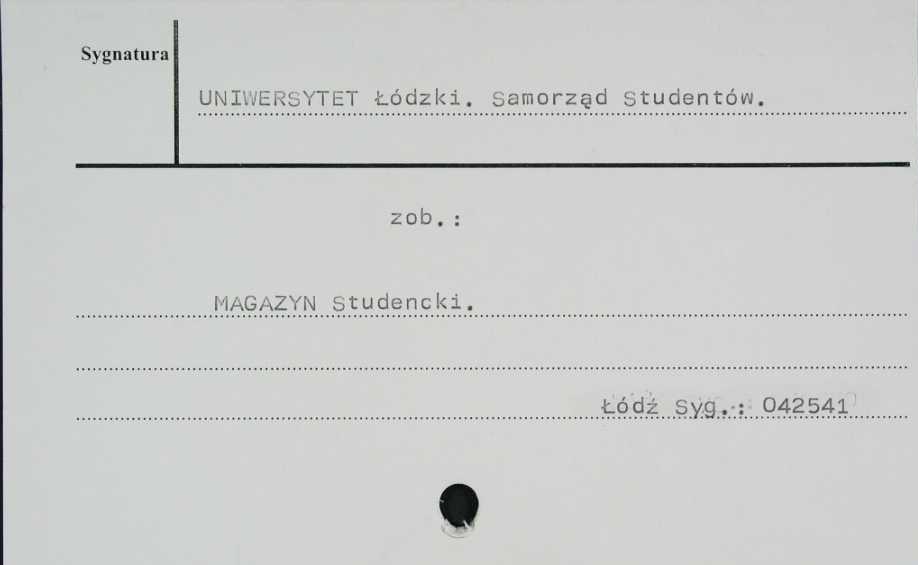 Sygnatura
UNIWERSYTET Łódzki. Samorząd Studentów.
zob.:
MAGAZYN Studencki.
Łódź Syg.: 042541